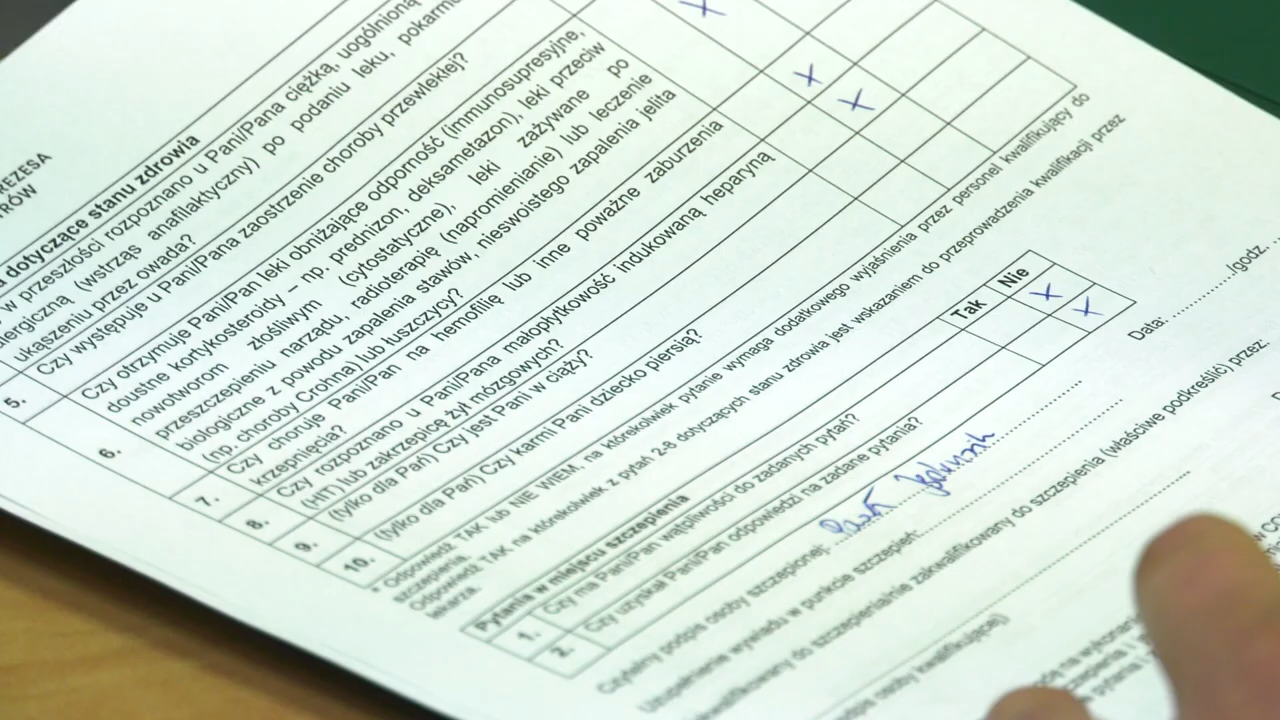 REZESA
TRÓW
dotyczące stanu zdrowia
w przeszłości rozpoznano u Pani/Pana ciężką, uogólnioną
(wstrząs anafilaktyczny) po podaniu leku, pokarmu
ukąszeniu przez owada?
5. Czy występuje u Pani/Pana zaostrzenie choroby przewlekłej?
6. Czy otrzymuje Pani/Pan leki obniżające odporność (immunosupresyjne,
doustne kortykosteroidy – np. prednizon, deksametazon), leki przeciw
nowotworom złośliwym (cytostatyczne), leki zażywane po
przeszczepieniu narządu, radioterapię (napromienianie) lub leczenie
biologiczne z powodu zapalenia stawów, nieswoistego zapalenia jelita
(np. choroby Crohna) lub łuszczycy?
7. Czy choruje Pani/Pan na hemofilię lub inne poważne zaburzenia
krzepnięcia?
8. Czy rozpoznano u Pani/Pana małopłytkowość indukowaną heparyną
(HIT) lub zakrzepicę żył mózgowych?
9. (tylko dla Pań) Czy jest Pani w ciąży?
10. (tylko dla Pań) Czy karmi Pani dziecko piersią?
* Odpowiedź TAK lub NIE WIEM, na którekolwiek pytanie wymaga dodatkowego wyjaśnienia przez personel kwalifikujący do
szczepienia.
Odpowiedź TAK na którekolwiek z pytań 2-8 dotyczących stanu zdrowia jest wskazaniem do przeprowadzenia kwalifikacji przez
lekarza.
Pytania w miejscu szczepienia Tak Nie
1. Czy ma Pani/Pan wątpliwości do zadanych pytań?
2. Czy uzyskał Pani/Pan odpowiedzi na zadane pytania?
Czytelny podpis osoby szczepionej:
Data: /godz.
Uzupełnienie wywiadu w punkcie szczepień:
do szczepienia/nie zakwalifikowany do szczepienia (właściwe podkreślić) przez:
osoby kwalifikującej)